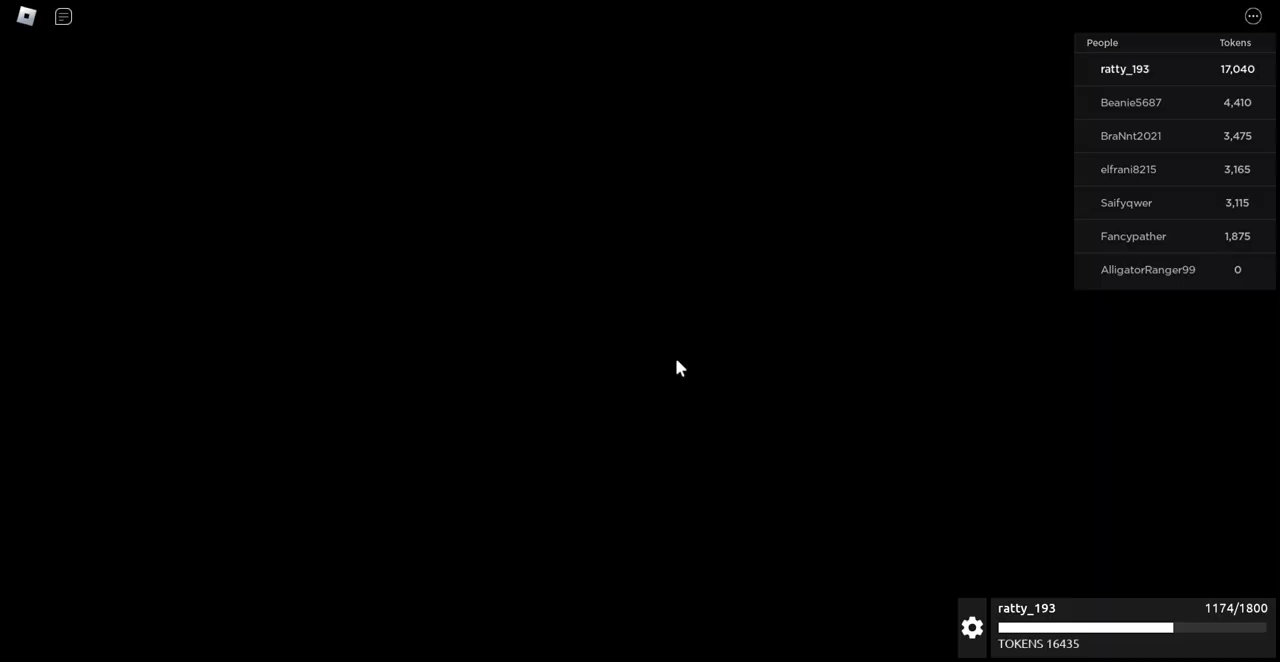 People Tokens
ratty_193 17,040
Beanie5687 4,410
BraNnt2021 3,475
elfrani8215 3,165
Saifyqwer 3,115
Fancypather 1,875
AlligatorRanger99 0
ratty_193 1174/1800
TOKENS 16435